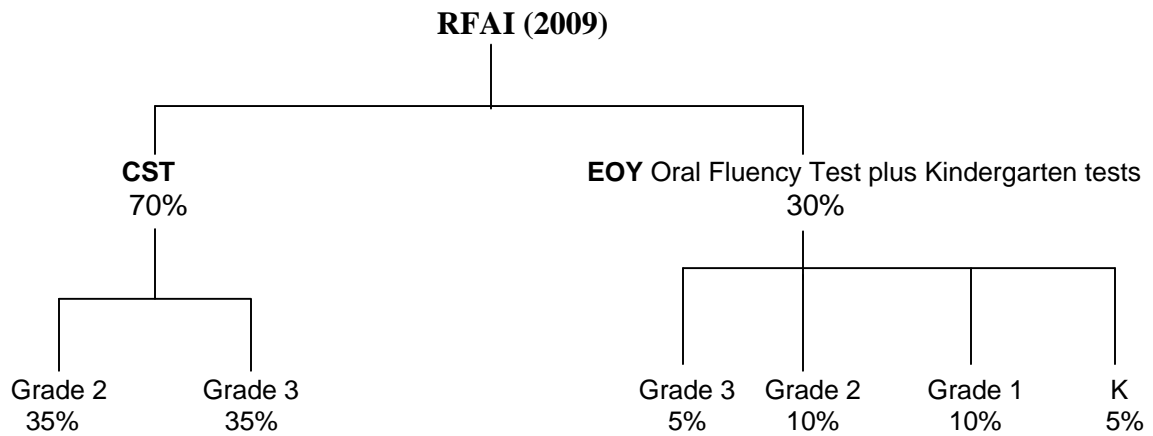 RFAI (2009)
CST
70%
EOY Oral Fluency Test plus Kindergarten tests
30%
Grade 2
35%
Grade 3
35%
Grade 3
5%
Grade 2
10%
Grade 1
10%
K
5%